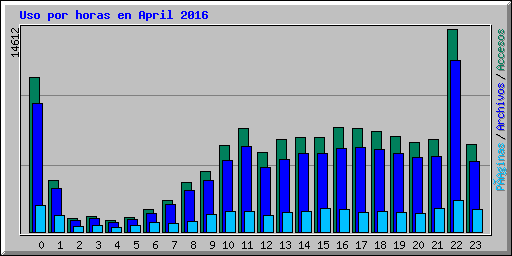 Uso por horas en April 2016
14612
Páginas / Archivos / Accesos
0 1 2 3 4 5 6 7 8 9 10 11 12 13 14 15 16 17 18 19 20 21 22 23